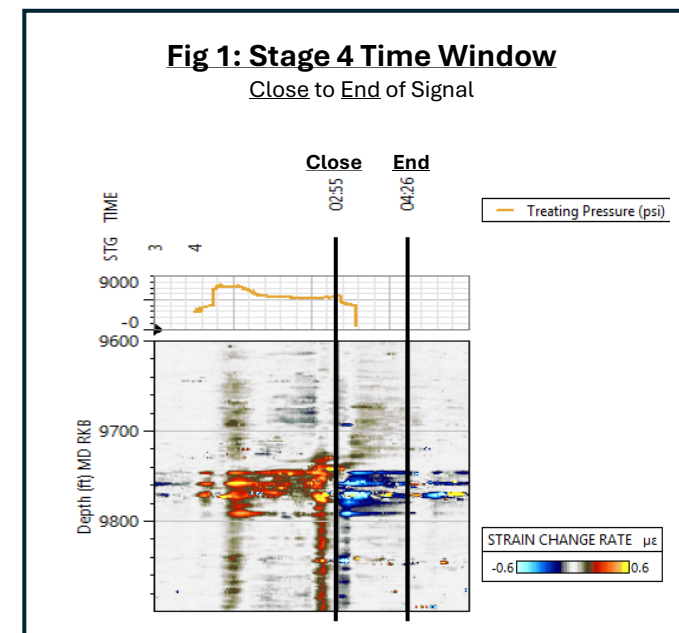 Fig 1: Stage 4 Time Window
Close to End of Signal
Close End
TIME 02:55 04:26
STG 3 4
Treating Pressure (psi)
9000
-0
9600
9700
9800
Depth (ft) MD RKB
STRAIN CHANGE RATE με
-0.6 0.6